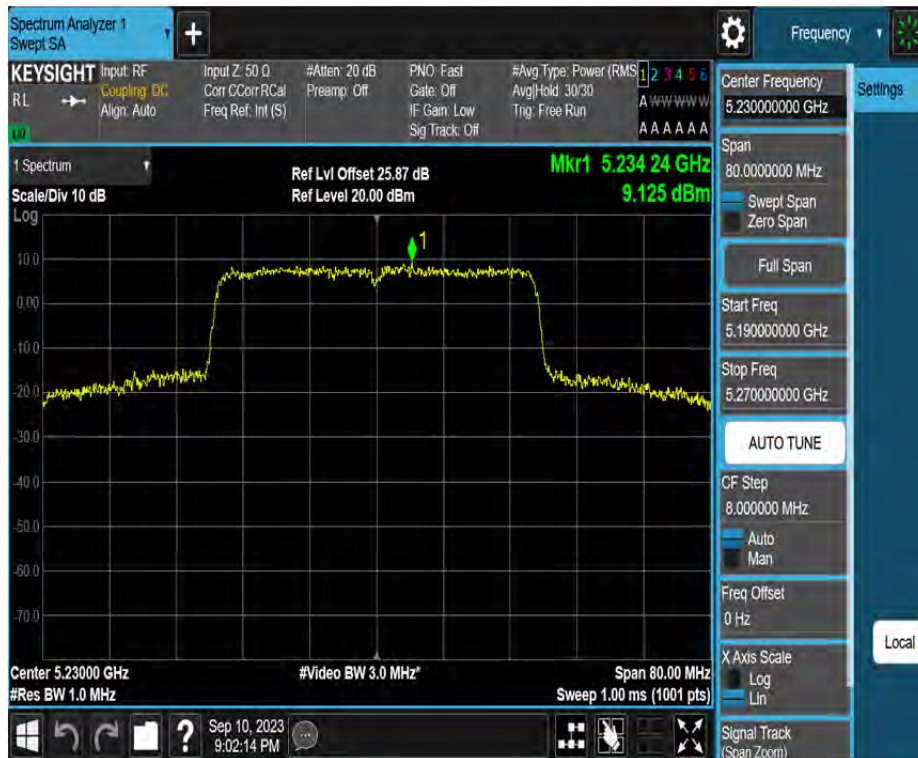 Spectrum Analyzer 1
Swept SA
+
Frequency
KEYSIGHT
RL
Input: RF
Coupling: DC
Align: Auto
Input Z: 50 Ω
Corr CCorr RCal
Freq Ref: Int (S)
#Atten: 20 dB
Preamp: Off
PNO: Fast
Gate: Off
IF Gain: Low
Sig Track: Off
#Avg Type: Power (RMS
Avg|Hold: 30/30
Trig: Free Run
1 2 3 4 5 6
A W W W W W
A A A A A A
Settings
1 Spectrum
Scale/Div 10 dB
Log
Ref Lvl Offset 25.87 dB
Ref Level 20.00 dBm
Mkr1 5.234 24 GHz
9.125 dBm
1
10.0
0.00
-10.0
-20.0
-30.0
-40.0
-50.0
-60.0
-70.0
Center 5.23000 GHz
#Res BW 1.0 MHz
#Video BW 3.0 MHz*
Span 80.00 MHz
Sweep 1.00 ms (1001 pts)
?
Sep 10, 2023
9:02:14 PM
Center Frequency
5.230000000 GHz
Span
80.0000000 MHz
Swept Span
Zero Span
Full Span
Start Freq
5.190000000 GHz
Stop Freq
5.270000000 GHz
AUTO TUNE
CF Step
8.000000 MHz
Auto
Man
Freq Offset
0 Hz
X Axis Scale
Log
Lin
Signal Track
(Span Zoom)
Local